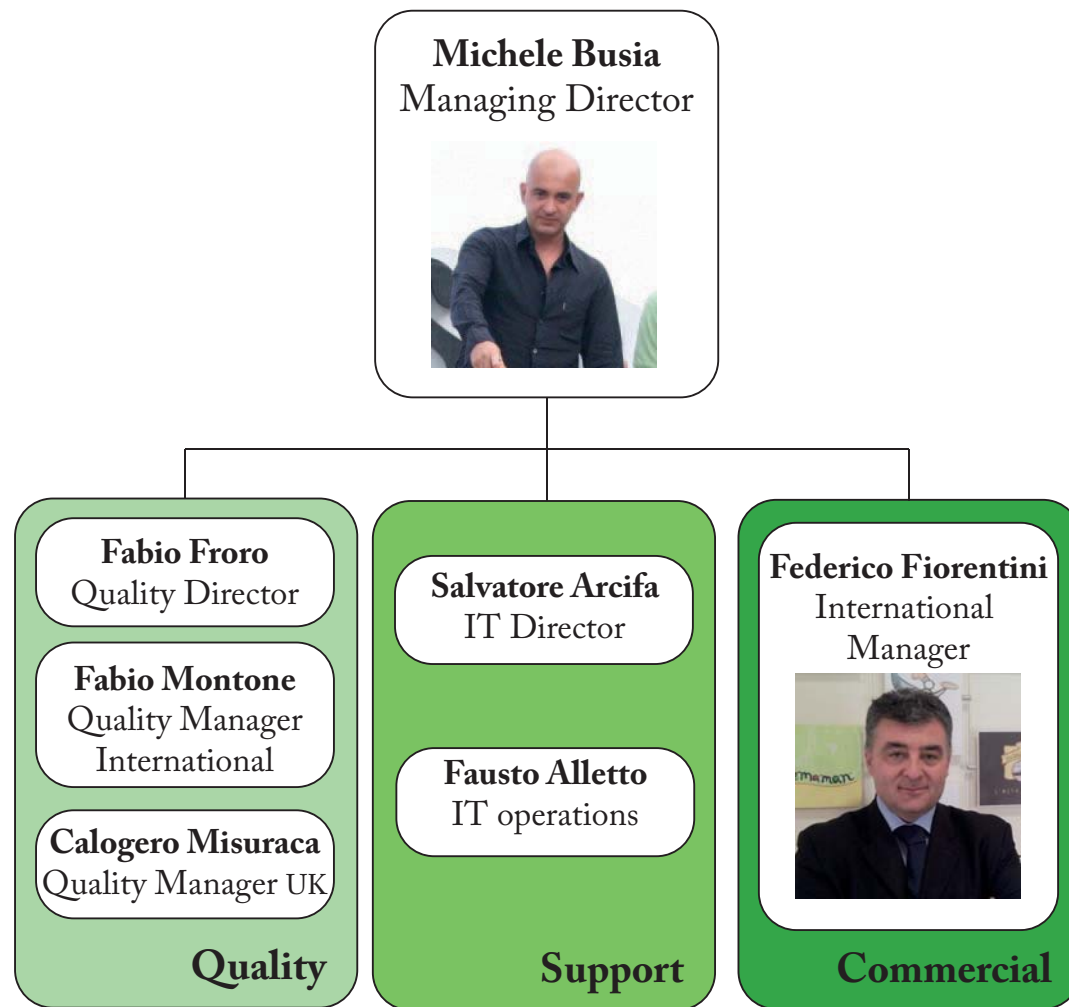 Michele Busia
Managing Director
Fabio Froro
Quality Director
Fabio Montone
Quality Manager
International
Calogero Misuraca
Quality Manager UK
Quality
Salvatore Arcifa
IT Director
Fausto Alletto
IT operations
Support
Federico Fiorentini
International
Manager
maman
Commercial